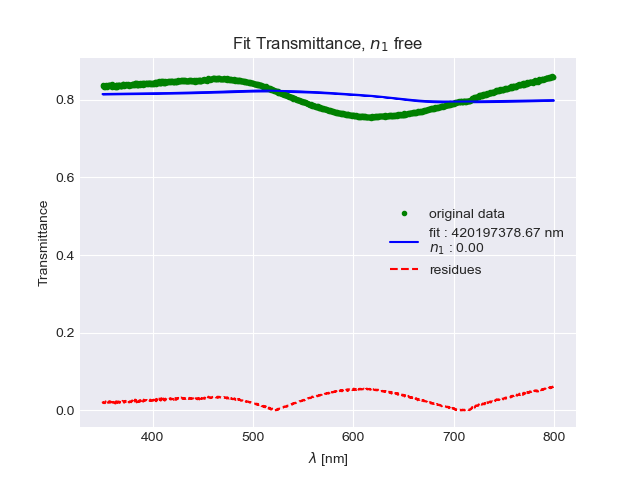 Fit Transmittance, n₁ free
Transmittance
0.8
0.6
0.4
0.2
0.0
original data
fit : 420197378.67 nm
n₁ : 0.00
residues
400
500
600
700
800
λ [nm]